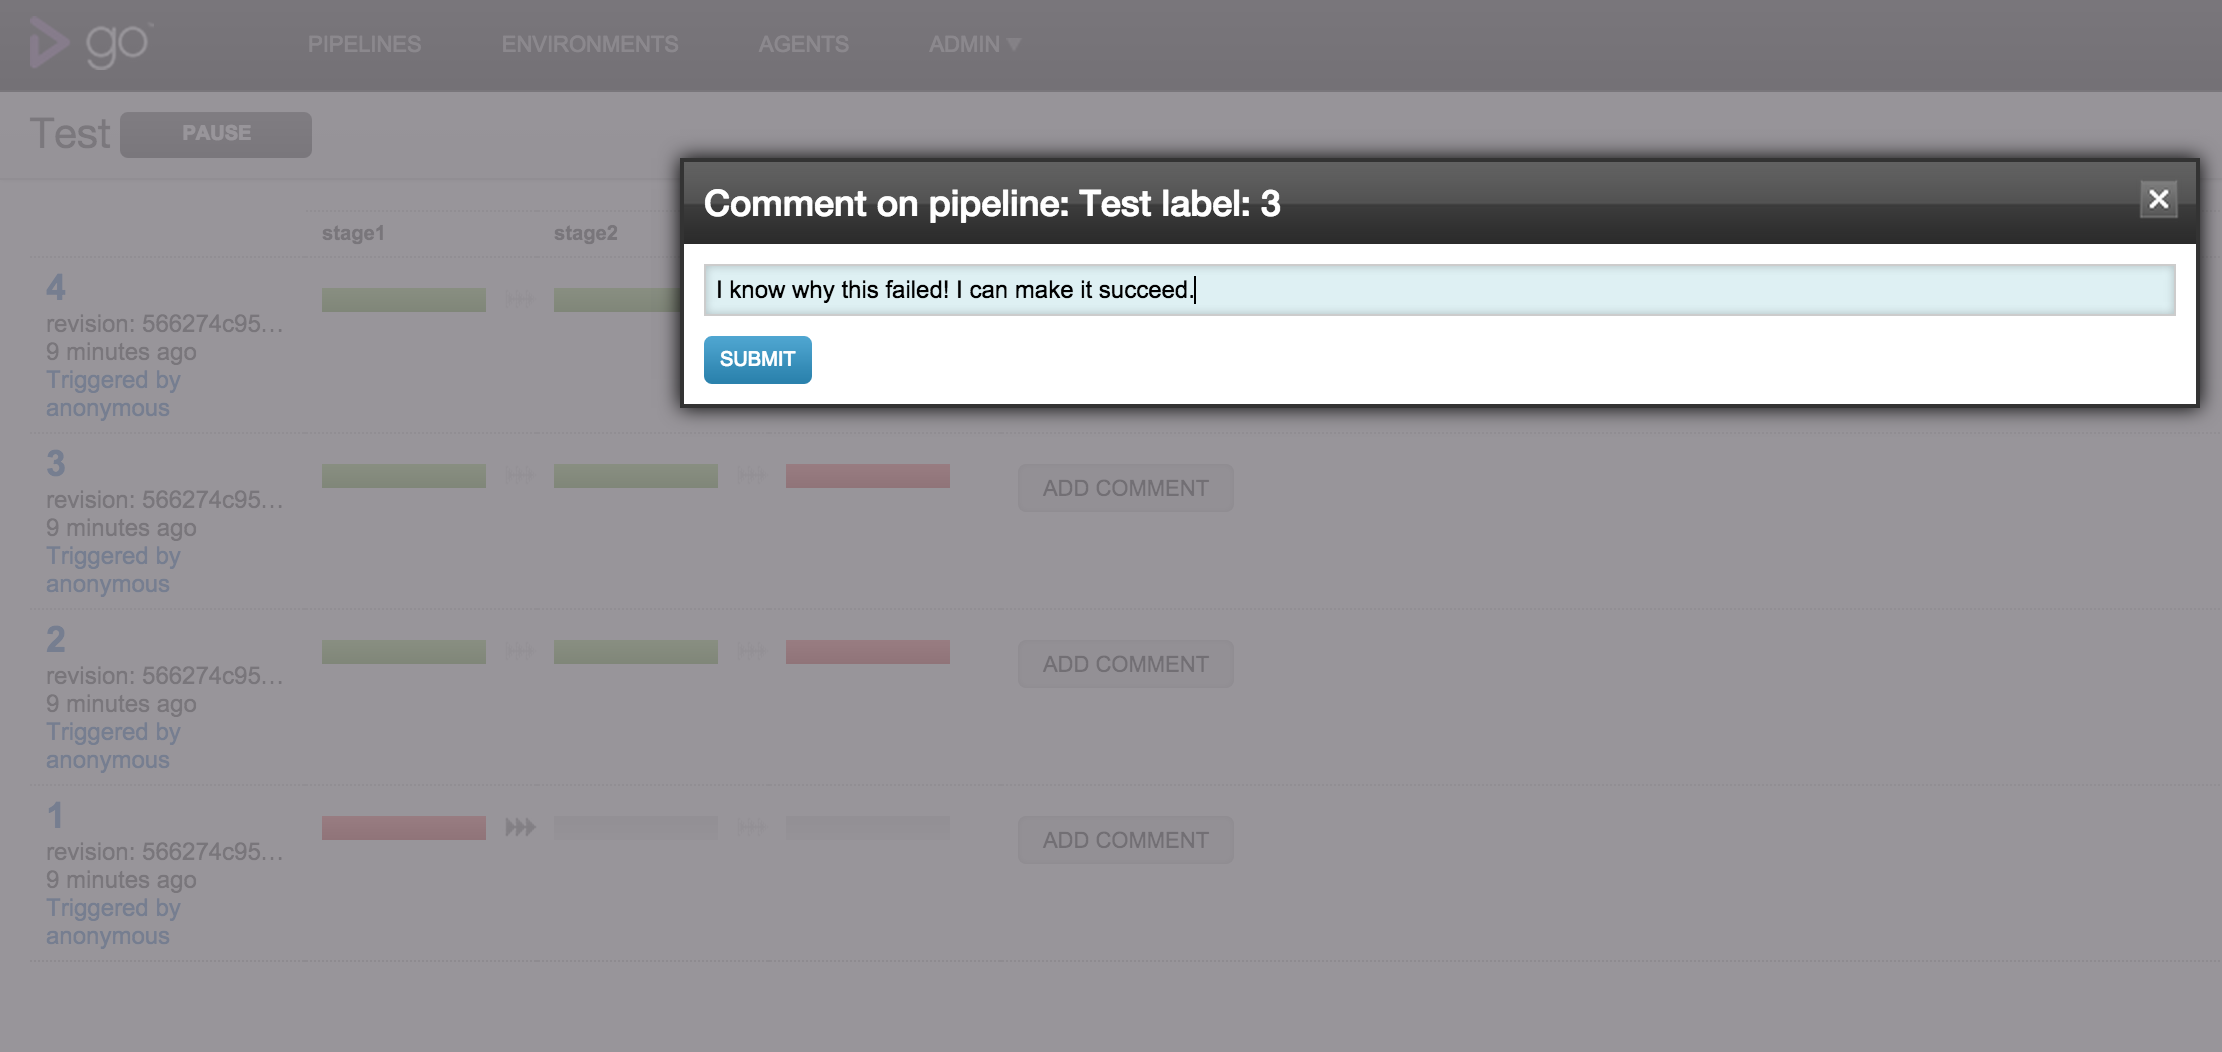 go
PIPELINES
ENVIRONMENTS
AGENTS
ADMIN ▼
Test
PAUSE
Comment on pipeline: Test label: 3
I know why this failed! I can make it succeed.
SUBMIT
stage1
stage2
4
revision: 566274c95…
9 minutes ago
Triggered by
anonymous
3
revision: 566274c95…
9 minutes ago
Triggered by
anonymous
ADD COMMENT
2
revision: 566274c95…
9 minutes ago
Triggered by
anonymous
ADD COMMENT
1
revision: 566274c95…
9 minutes ago
Triggered by
anonymous
ADD COMMENT